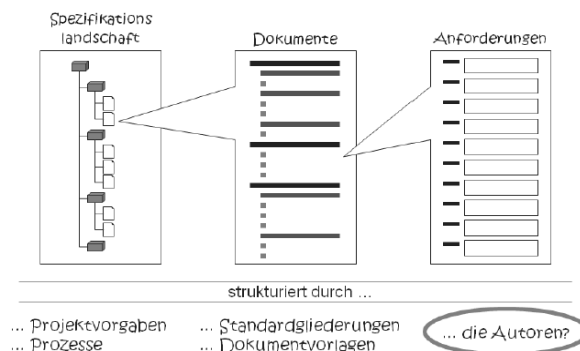 Spezifikations
landschaft
Dokumente
Anforderungen
strukturiert durch ...
... Projektvorgaben
... Prozesse
... Standardgliederungen
... Dokumentvorlagen
... die Autoren?